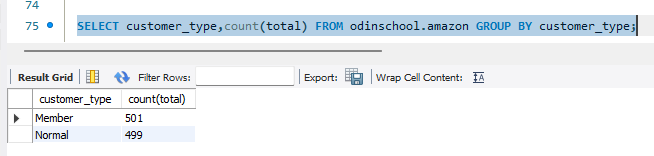 74
75 SELECT customer_type,count(total) FROM odinschool.amazon GROUP BY customer_type;
Result Grid Filter Rows: Export: Wrap Cell Content: IA
customer_type count(total)
Member 501
Normal 499